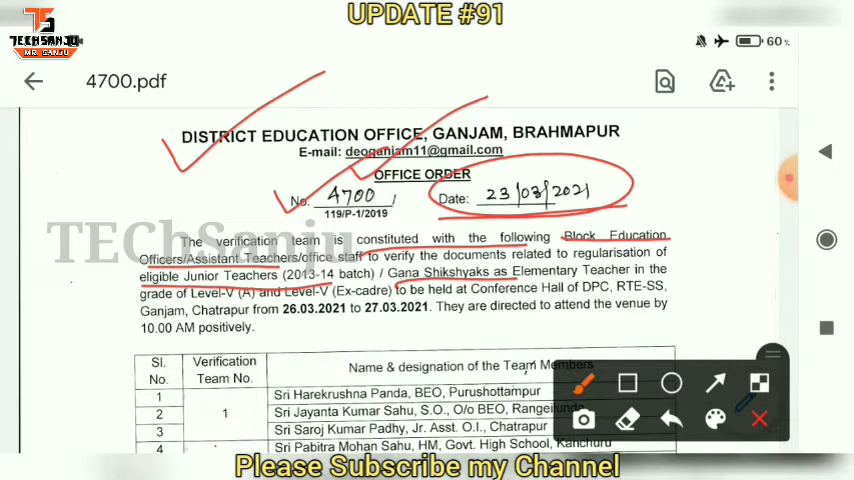 UPDATE #91
TS
TECHSANJU
MR. GANJU
60%
4700.pdf
DISTRICT EDUCATION OFFICE, GANJAM, BRAHMAPUR
E-mail: deoganjam11@gmail.com
OFFICE ORDER
No. 4700 /
119/P-1/2019
Date: 23/03/2021
TEChSanju
The verification team is constituted with the following Block Education
Officers/Assistant Teachers/office staff to verify the documents related to regularisation of
eligible Junior Teachers (2013-14 batch) / Gana Shikshyaks as Elementary Teacher in the
grade of Level-V (A) and Level-V (Ex-cadre) to be held at Conference Hall of DPC, RTE-SS,
Ganjam, Chatrapur from 26.03.2021 to 27.03.2021. They are directed to attend the venue by
10.00 AM positively.
Sl. No. Verification Team No. Name & designation of the Team Members
1 1 Sri Harekrushna Panda, BEO, Purushottampur
2 Sri Jayanta Kumar Sahu, S.O., O/o BEO, Rangeilunda
3 Sri Saroj Kumar Padhy, Jr. Asst. O.I., Chatrapur
4 Sri Pabitra Mohan Sahu, HM, Govt. High School, Kanchuru
Please Subscribe my Channel